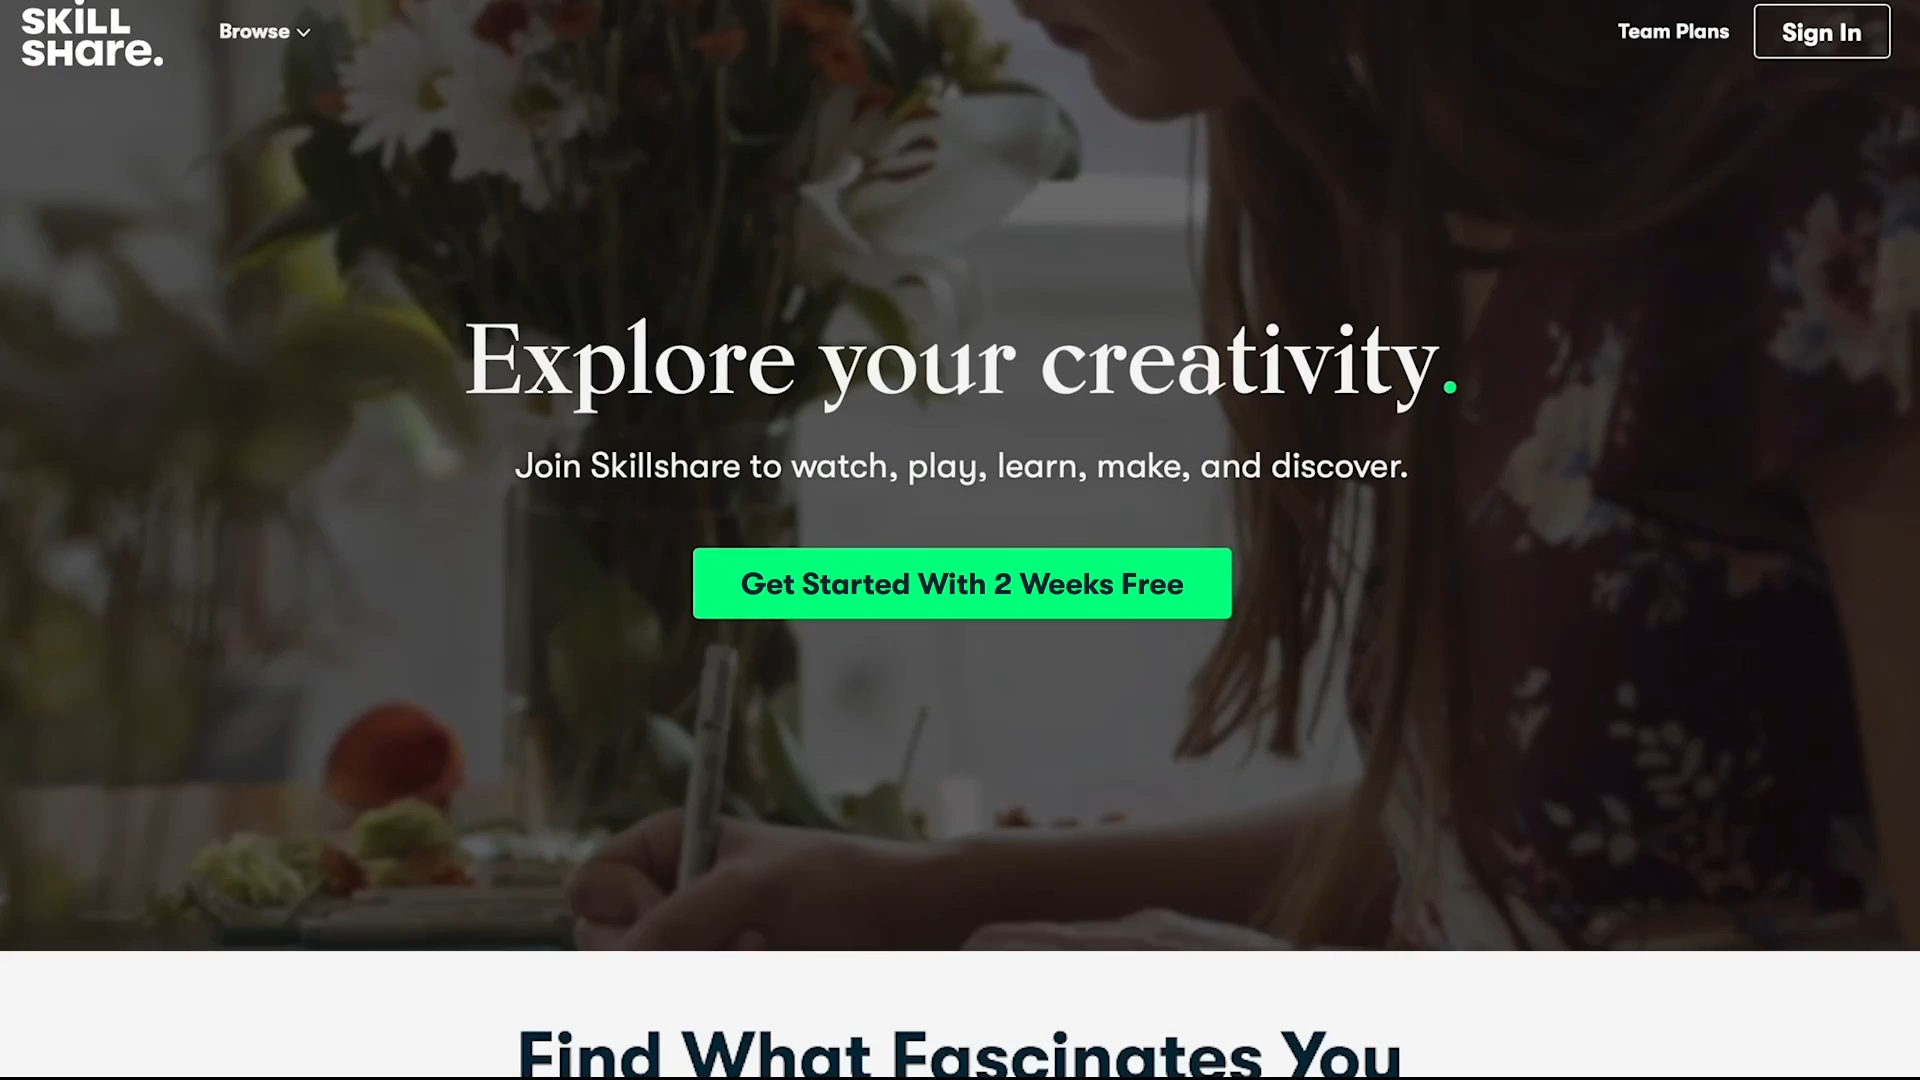 SKILL
SHare.
Browse
Team Plans
Sign In
Explore your creativity.
Join Skillshare to watch, play, learn, make, and discover.
Get Started With 2 Weeks Free
Find What Fascinates You